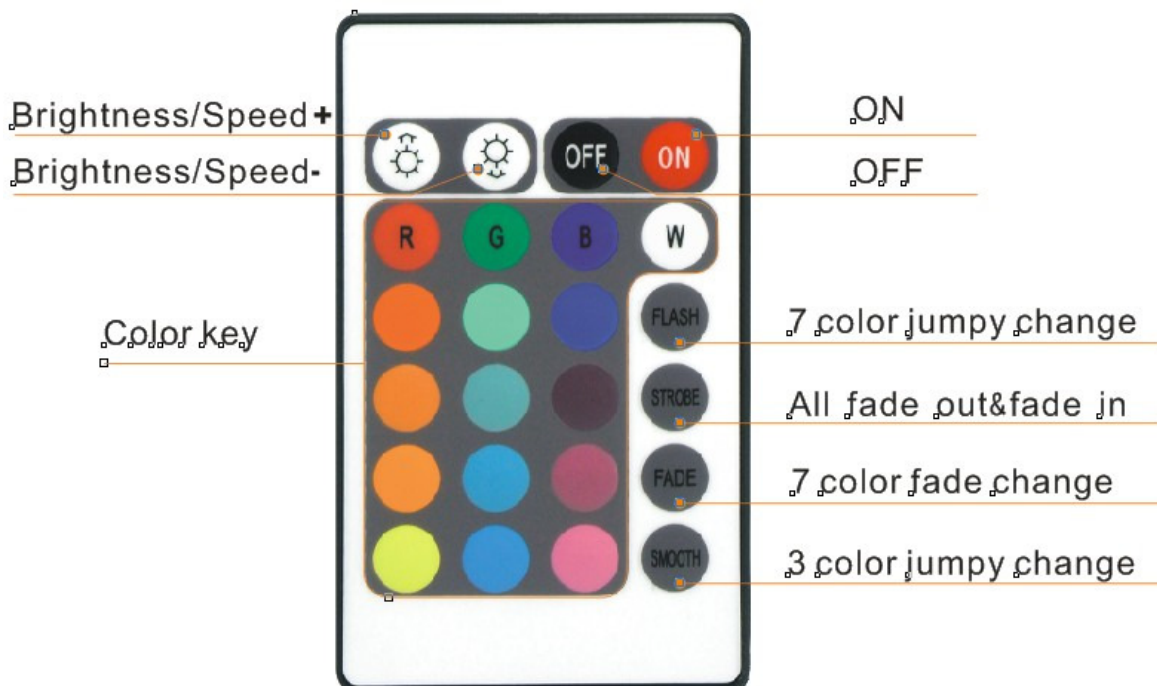 Brightness/Speed+
ON
Brightness/Speed-
OFF
OFF
ON
R
G
B
W
Color key
FLASH
7 color jumpy change
STROBE
All fade out&fade in
FADE
7 color fade change
SMOOTH
3 color jumpy change